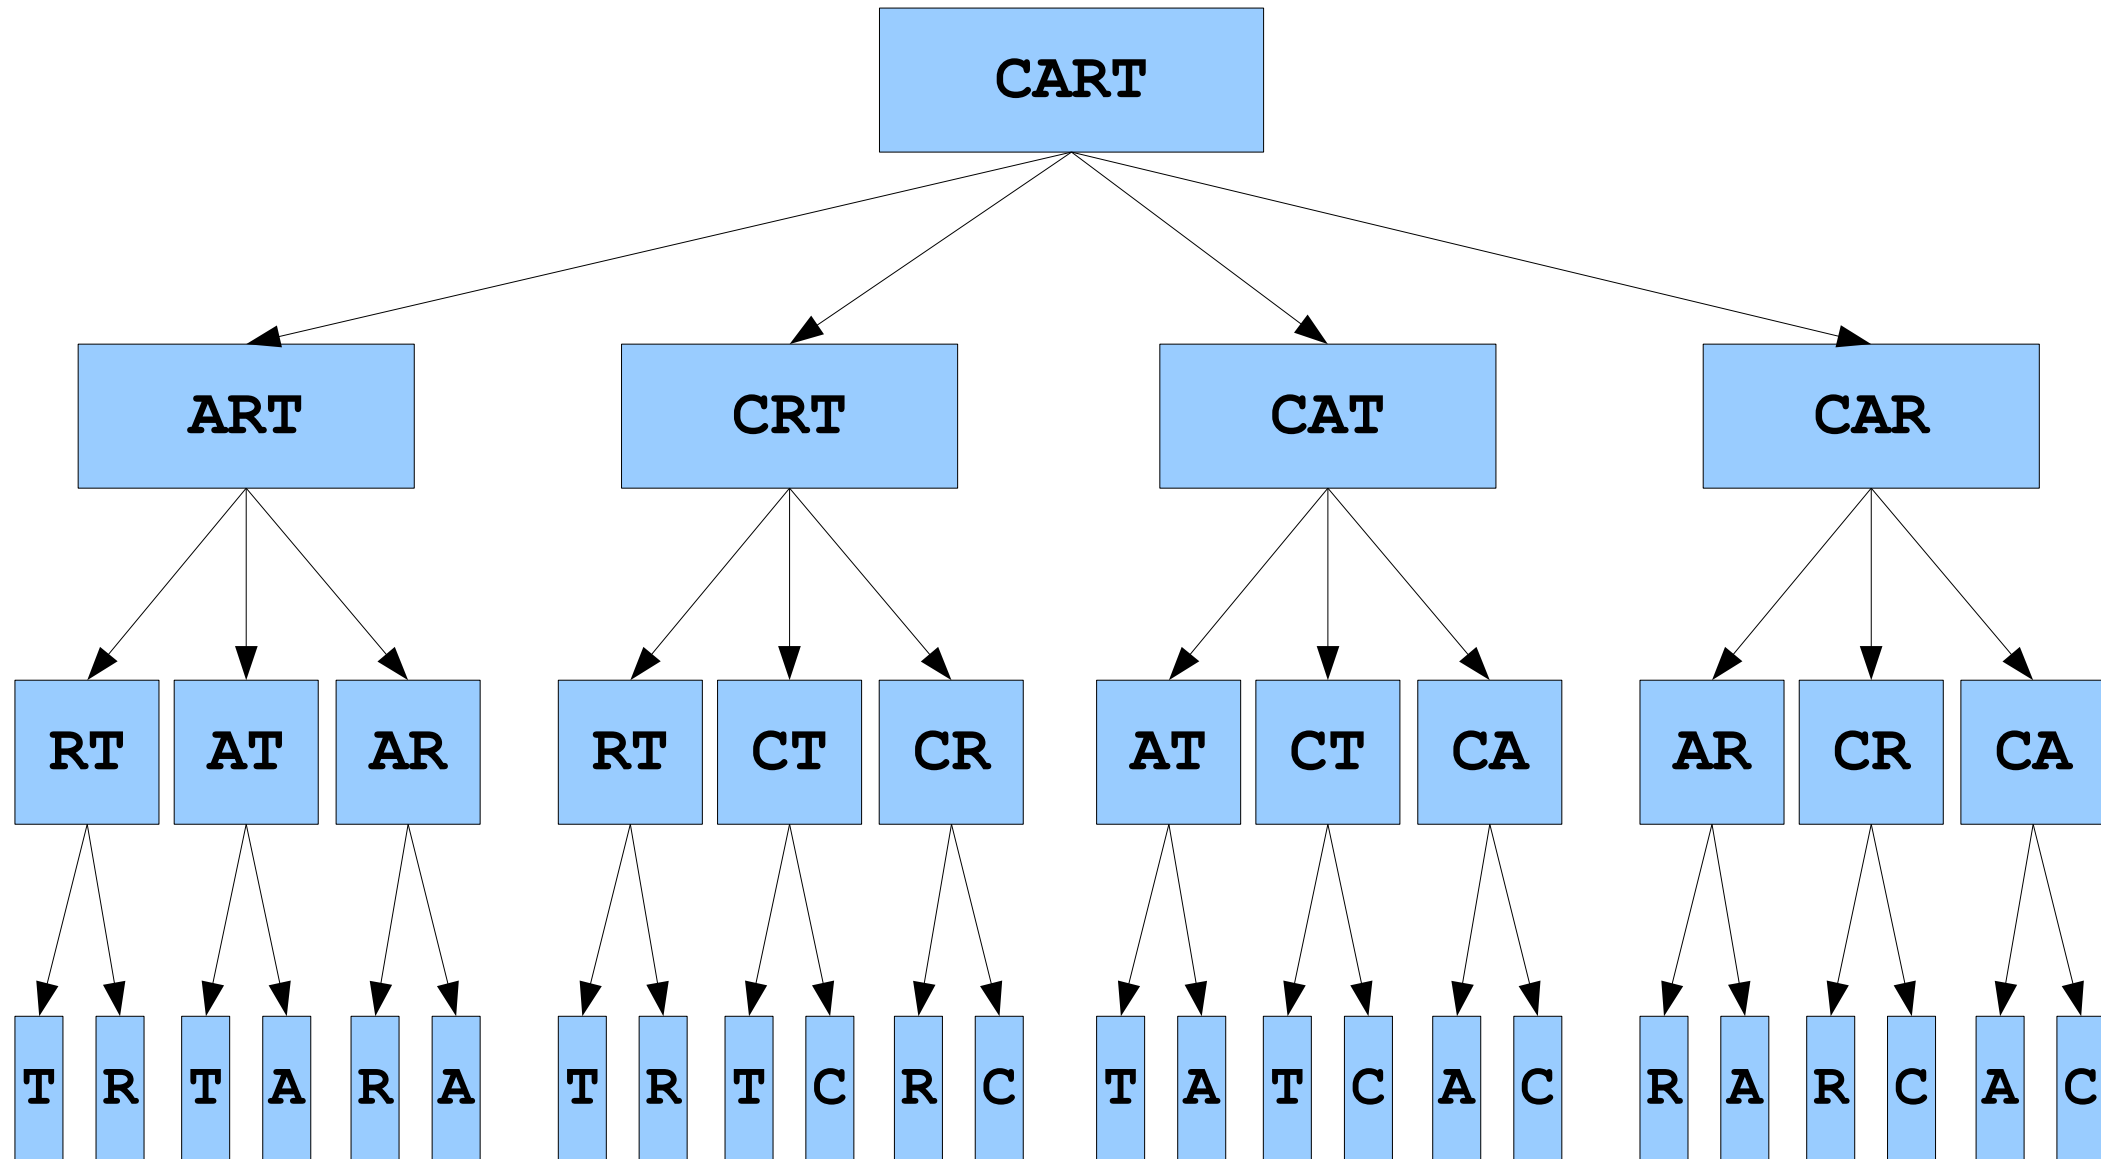 CART
ART CRT CAT CAR
RT AT AR RT CT CR AT CT CA AR CR CA
T R T A R A T R T C R C T A T C A C R A R C A C